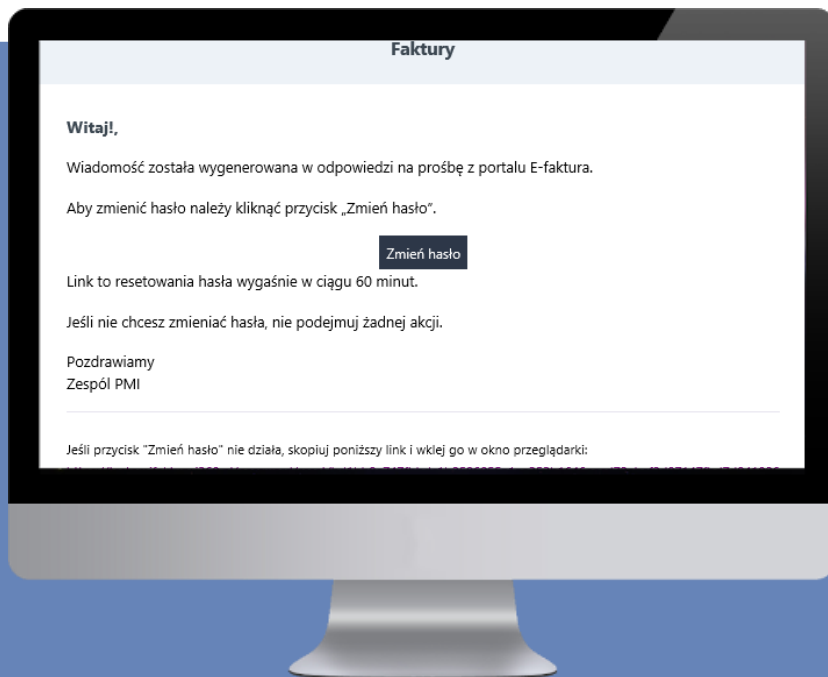 Faktury
Witaj!,
Wiadomość została wygenerowana w odpowiedzi na prośbę z portalu E-faktura.
Aby zmienić hasło należy kliknąć przycisk „Zmień hasło”.
Zmień hasło
Link to resetowania hasła wygaśnie w ciągu 60 minut.
Jeśli nie chcesz zmieniać hasła, nie podejmuj żadnej akcji.
Pozdrawiamy
Zespól PMI
Jeśli przycisk "Zmień hasło" nie działa, skopiuj poniższy link i wklej go w okno przeglądarki: